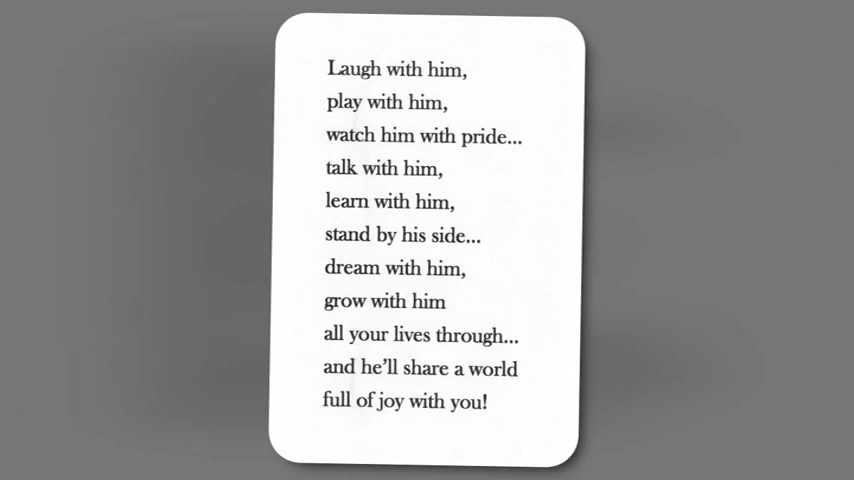 Laugh with him,
play with him,
watch him with pride...
talk with him,
learn with him,
stand by his side...
dream with him,
grow with him
all your lives through...
and he’ll share a world
full of joy with you!